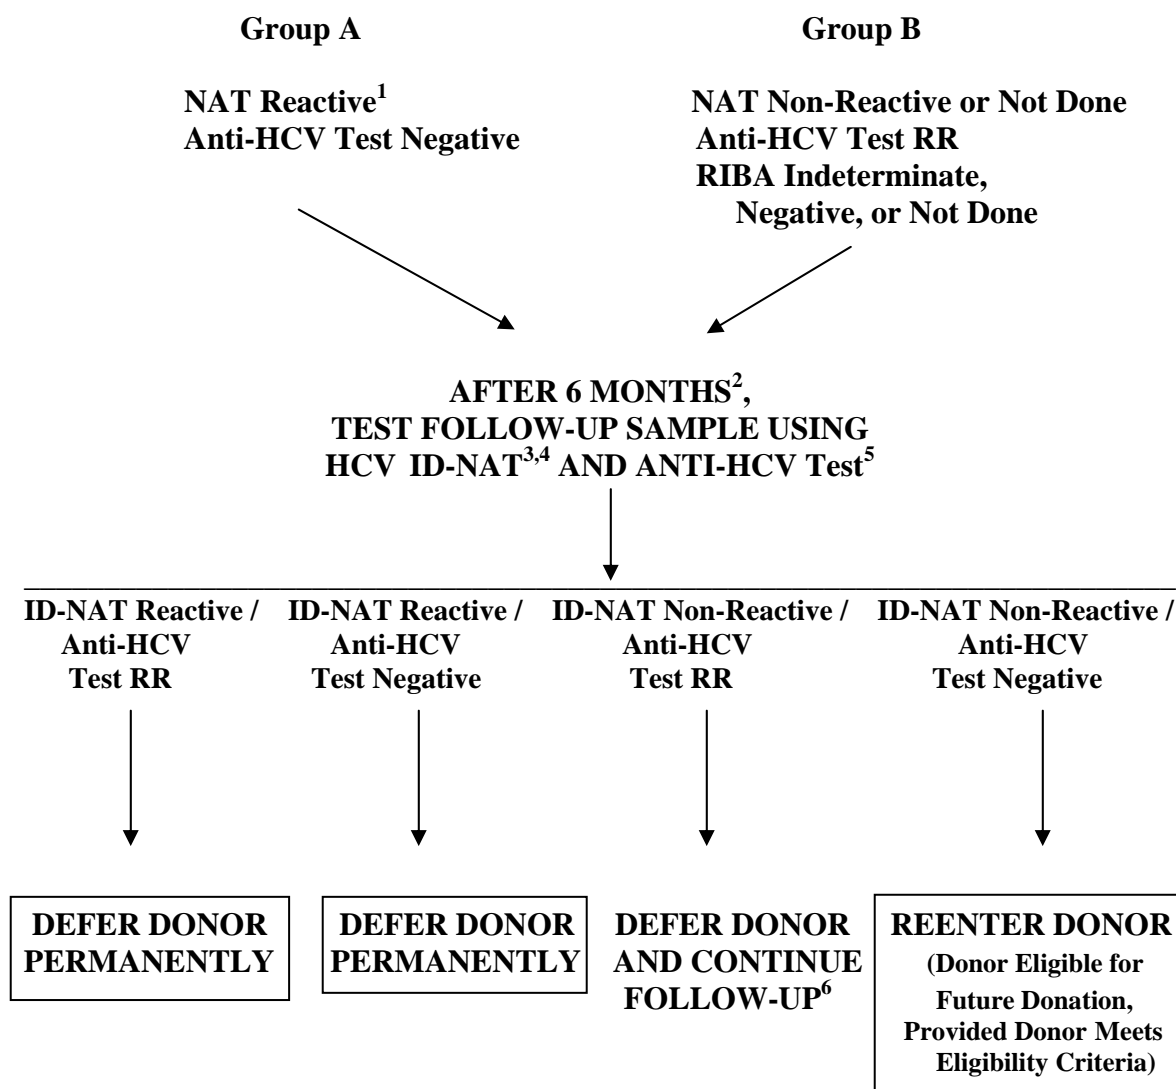 Group A
NAT Reactive1
Anti-HCV Test Negative
Group B
NAT Non-Reactive or Not Done
Anti-HCV Test RR
RIBA Indeterminate,
Negative, or Not Done
AFTER 6 MONTHS2,
TEST FOLLOW-UP SAMPLE USING
HCV ID-NAT3,4 AND ANTI-HCV Test5
ID-NAT Reactive /
Anti-HCV
Test RR
ID-NAT Reactive /
Anti-HCV
Test Negative
ID-NAT Non-Reactive /
Anti-HCV
Test RR
ID-NAT Non-Reactive /
Anti-HCV
Test Negative
DEFER DONOR
PERMANENTLY
DEFER DONOR
PERMANENTLY
DEFER DONOR
AND CONTINUE
FOLLOW-UP6
REENTER DONOR
(Donor Eligible for
Future Donation,
Provided Donor Meets
Eligibility Criteria)